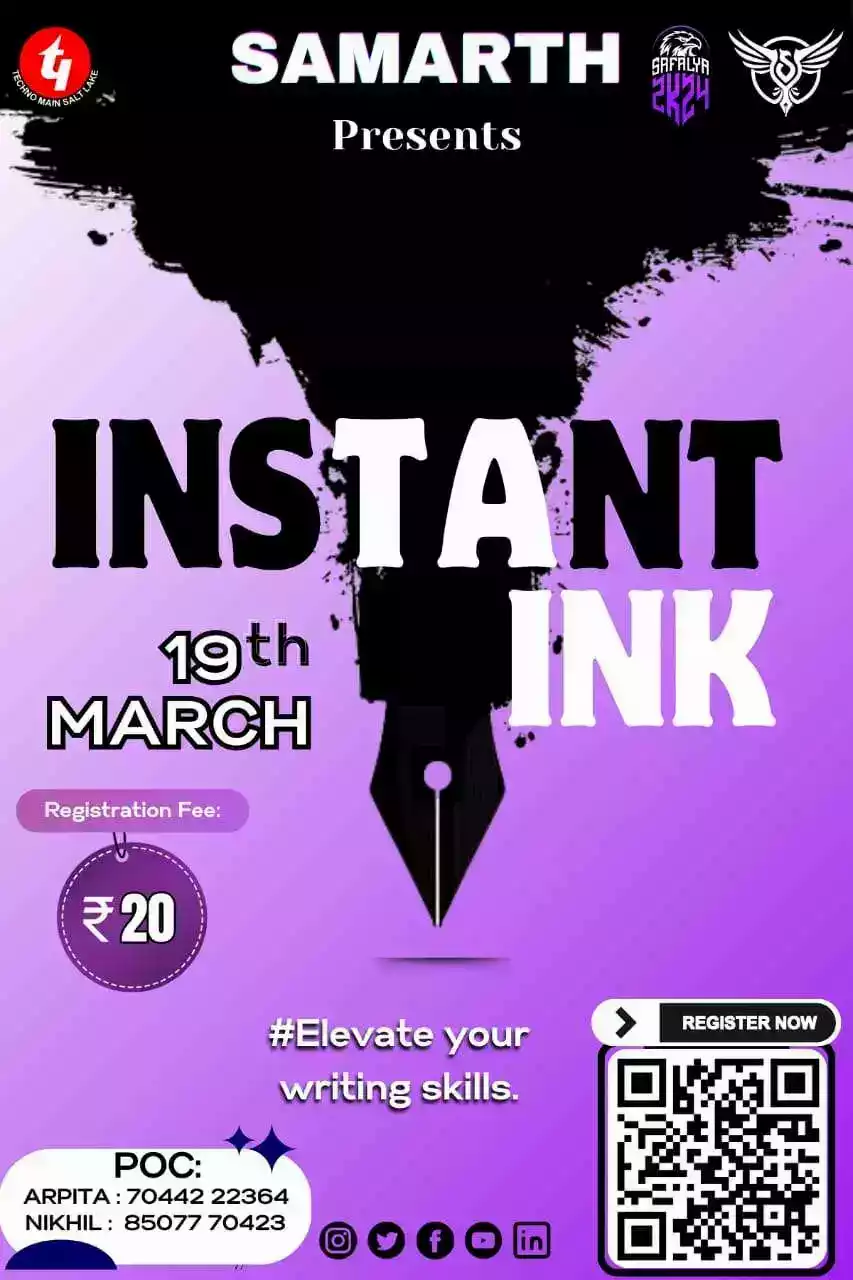 TECHNO MAIN SALT LAKE
SAMARTH
SAFALYA
2K24
Presents
INSTANT
INK
19th
MARCH
Registration Fee:
₹20
#Elevate your
writing skills.
REGISTER NOW
POC:
ARPITA : 70442 22364
NIKHIL : 85077 70423